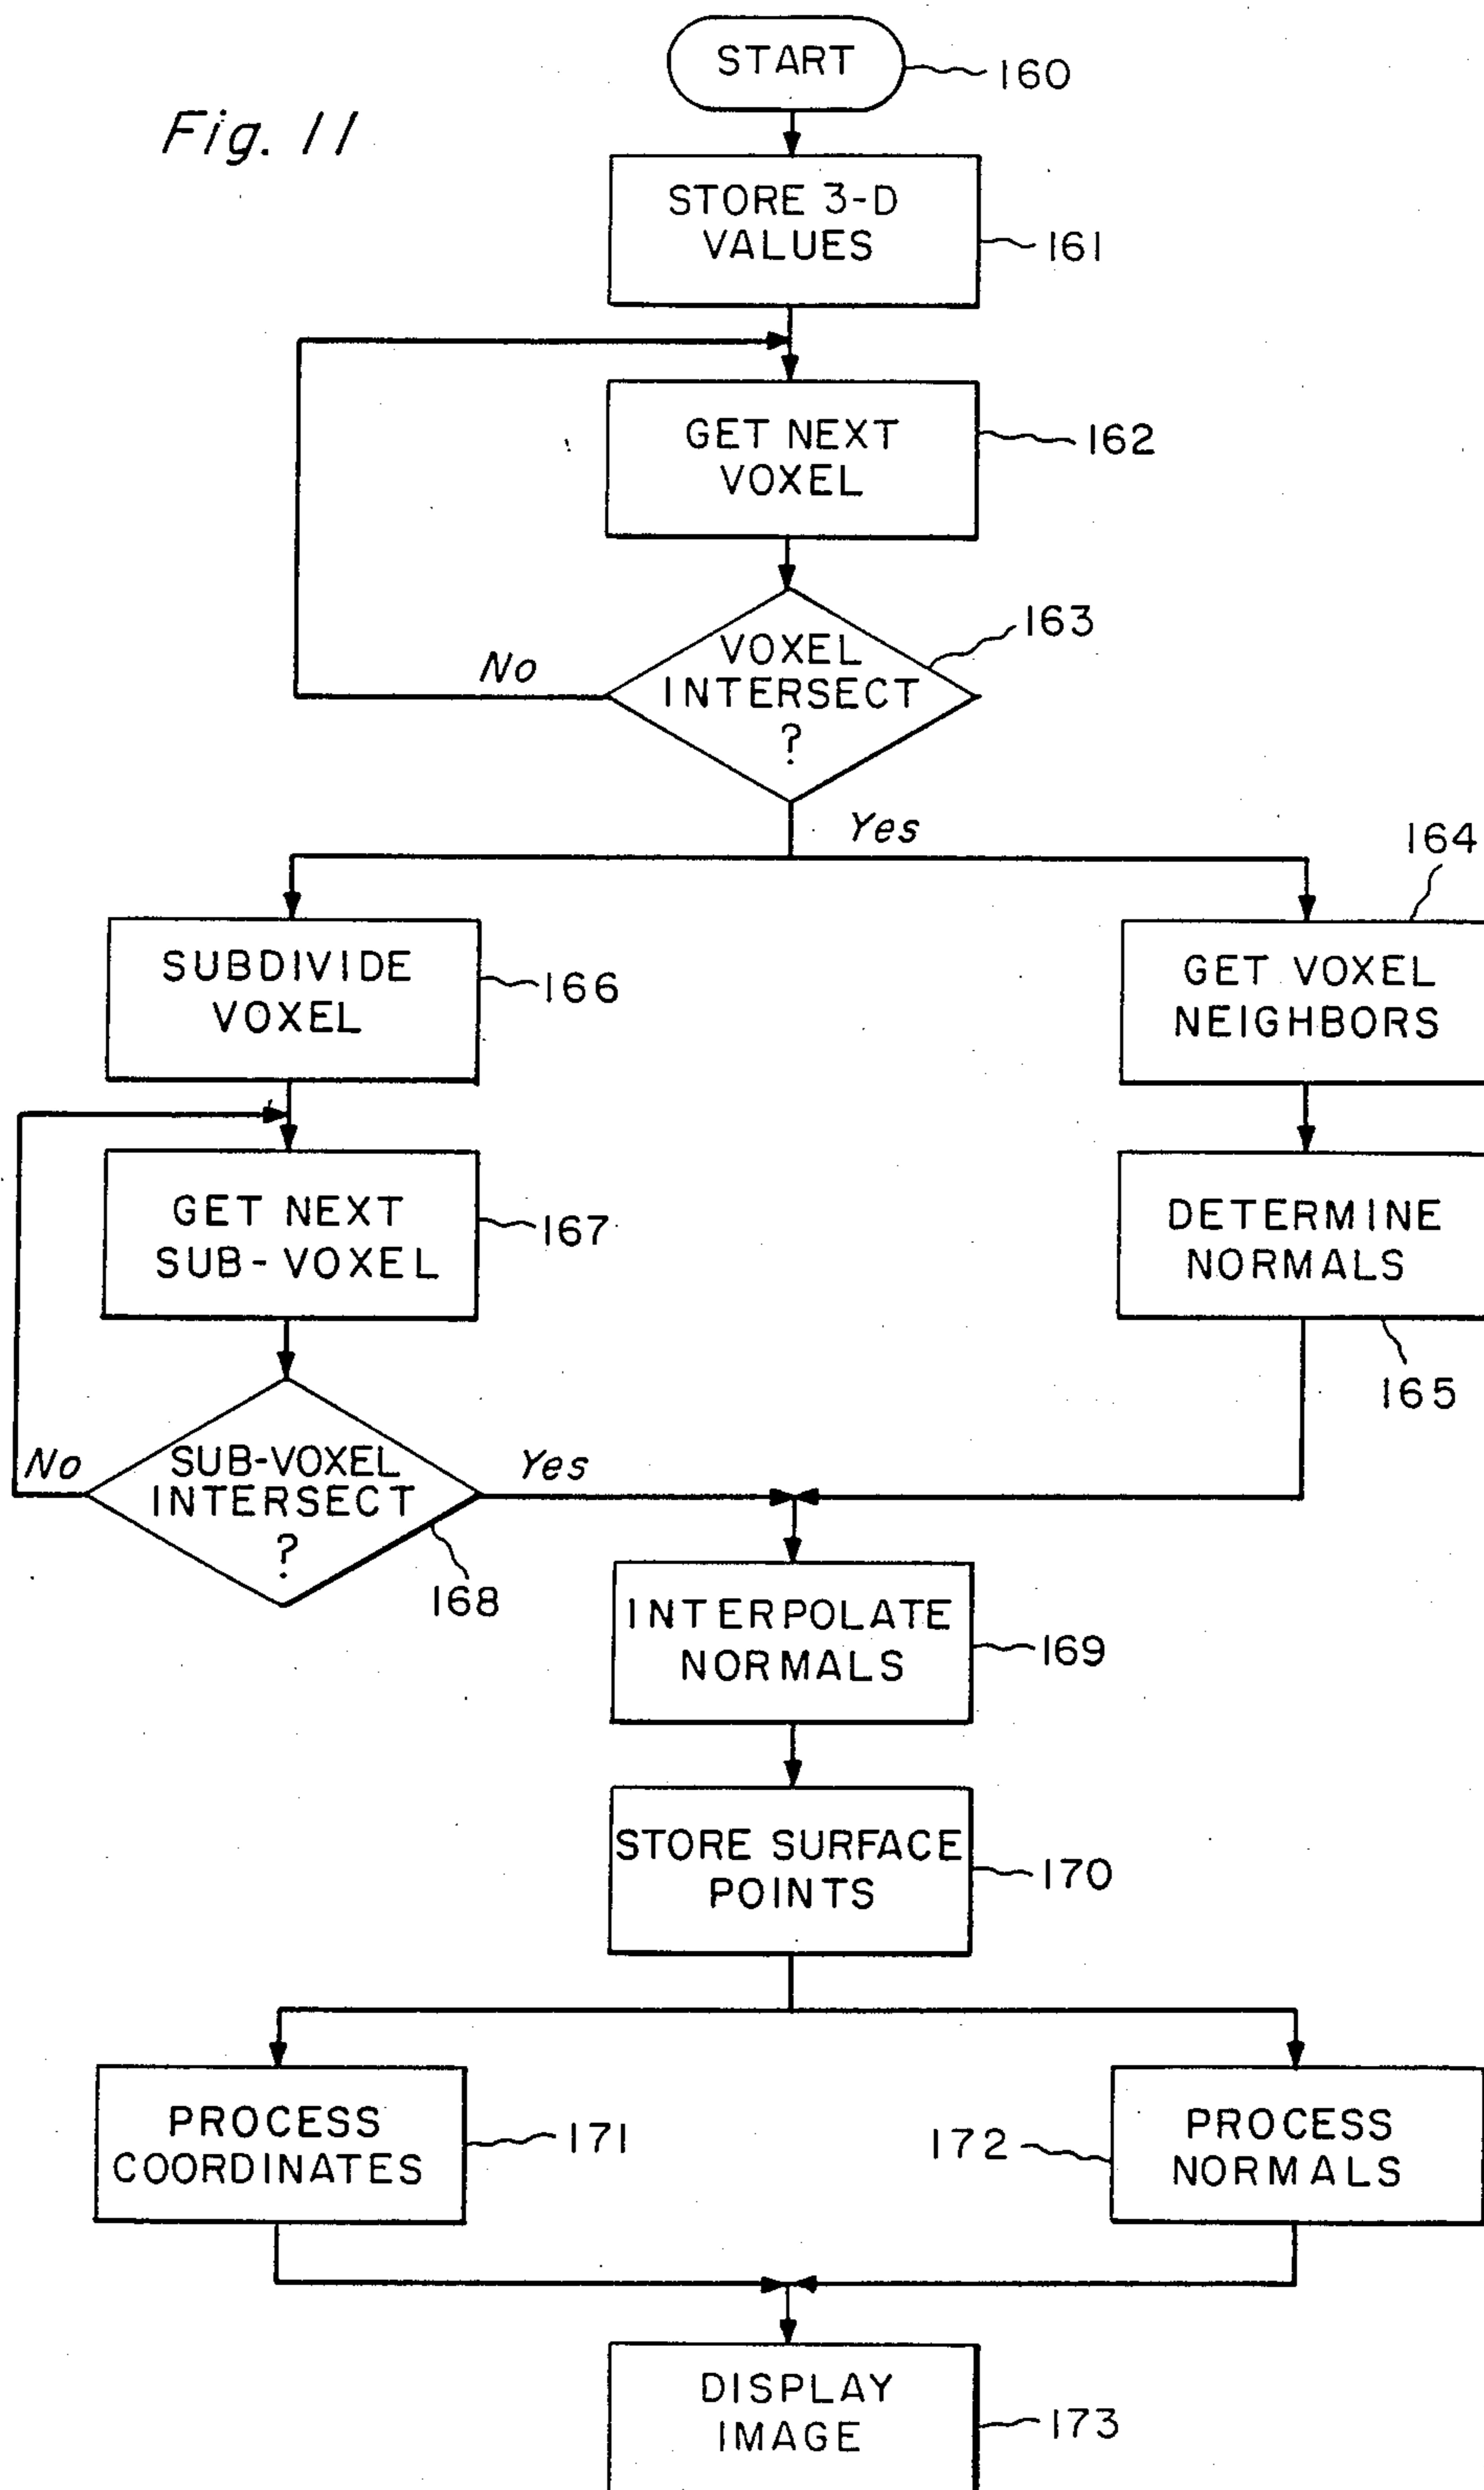 START
160
Fig. 11
STORE 3-D
VALUES
161
GET NEXT
VOXEL
162
VOXEL
INTERSECT
?
163
No
Yes
164
SUBDIVIDE
VOXEL
166
GET VOXEL
NEIGHBORS
GET NEXT
SUB-VOXEL
167
DETERMINE
NORMALS
165
No
SUB-VOXEL
INTERSECT
?
Yes
168
INTERPOLATE
NORMALS
169
STORE SURFACE
POINTS
170
PROCESS
COORDINATES
171
172
PROCESS
NORMALS
DISPLAY
IMAGE
173